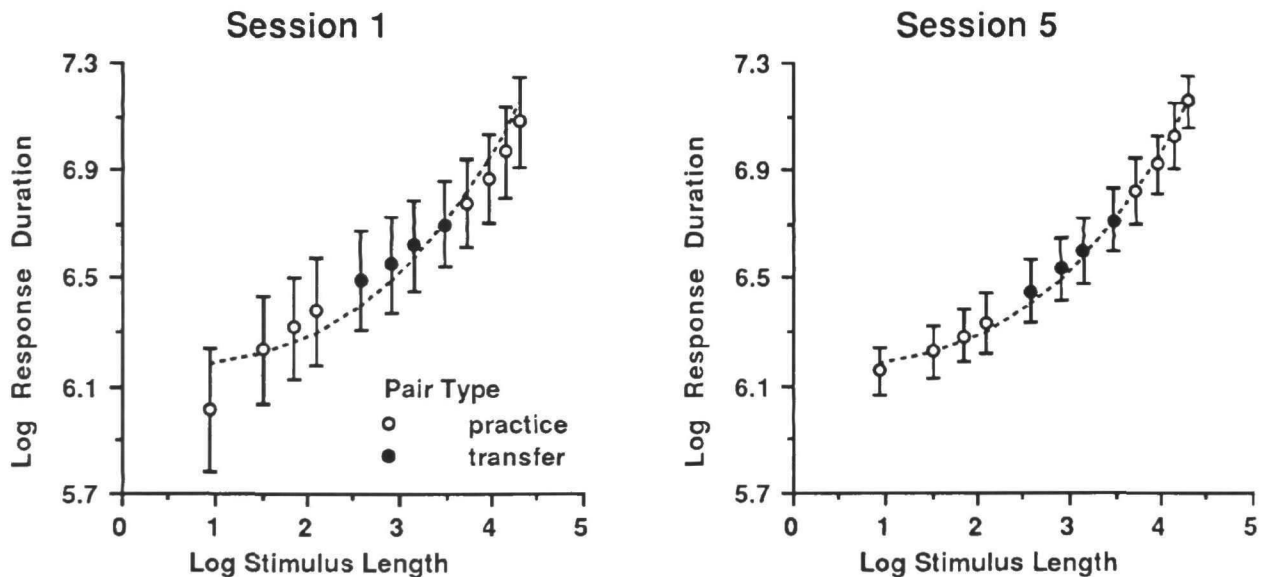 Session 1
7.3
6.9
6.5
6.1
5.7
Log Response Duration
Pair Type
practice
transfer
0 1 2 3 4 5
Log Stimulus Length
Session 5
7.3
6.9
6.5
6.1
5.7
Log Response Duration
0 1 2 3 4 5
Log Stimulus Length